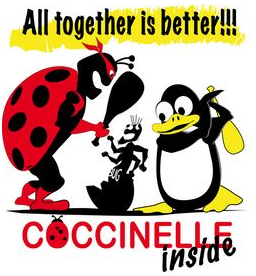 All together is better!!!
BUG
COCCINELLE
inside